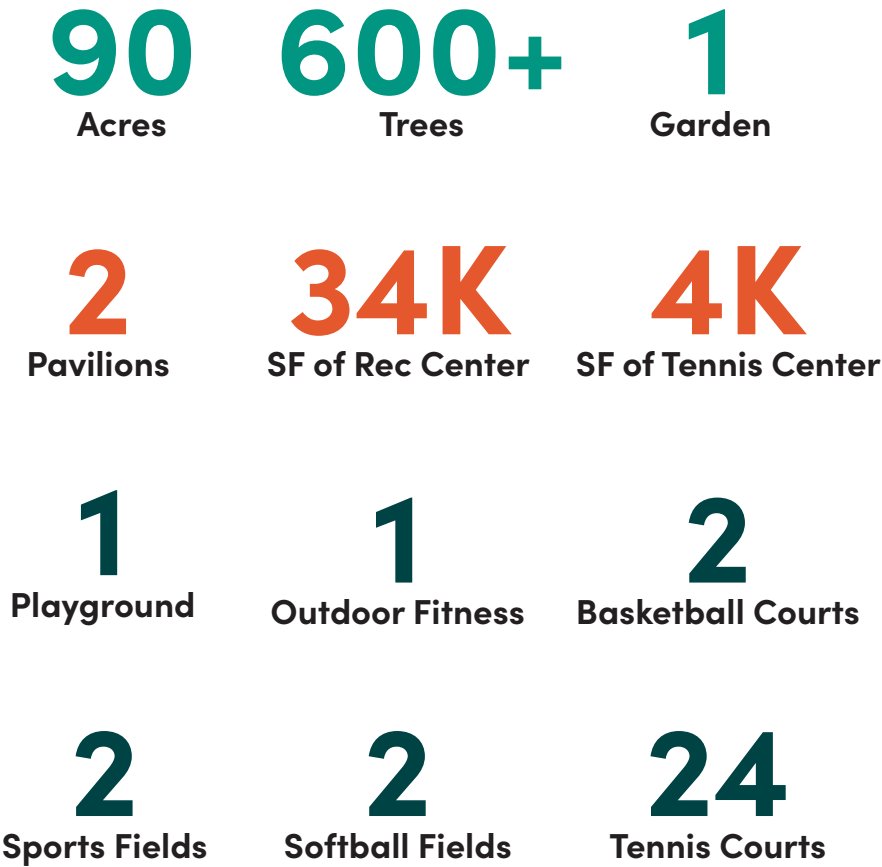 90 600+ 1
Acres Trees Garden
2 34K 4K
Pavilions SF of Rec Center SF of Tennis Center
1 1 2
Playground Outdoor Fitness Basketball Courts
2 2 24
Sports Fields Softball Fields Tennis Courts